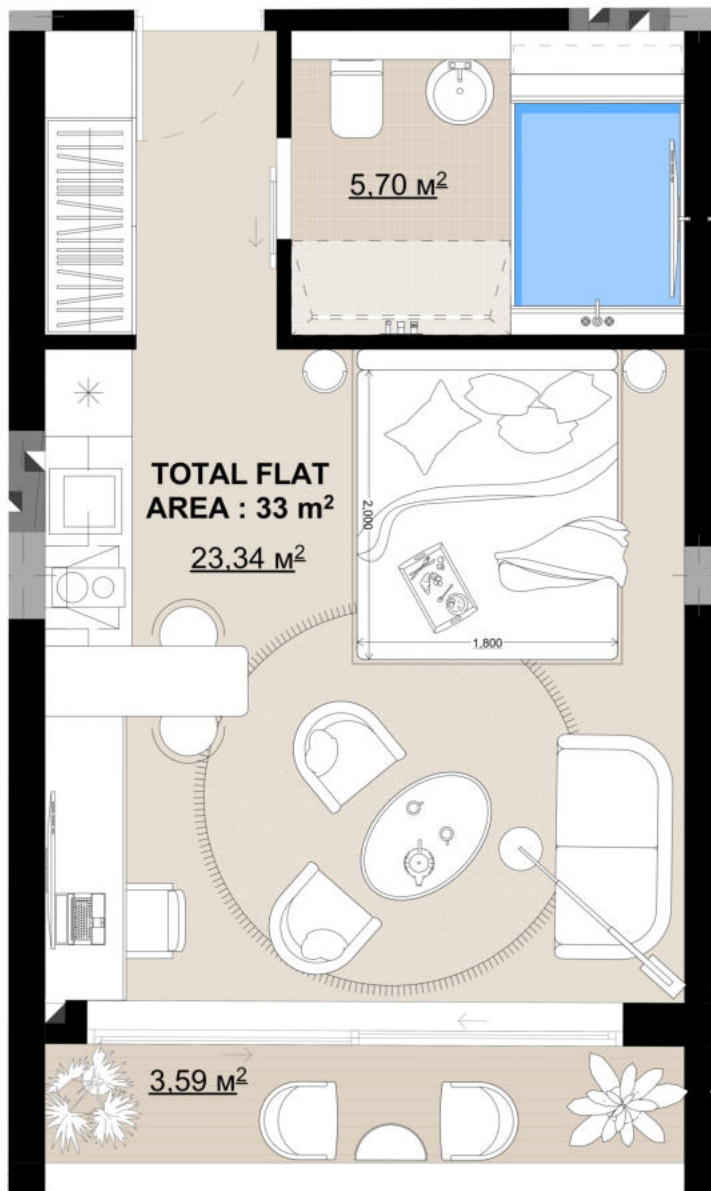 5,70 м²
TOTAL FLAT
AREA : 33 m²
23,34 м²
2,000
1,800
3,59 м²